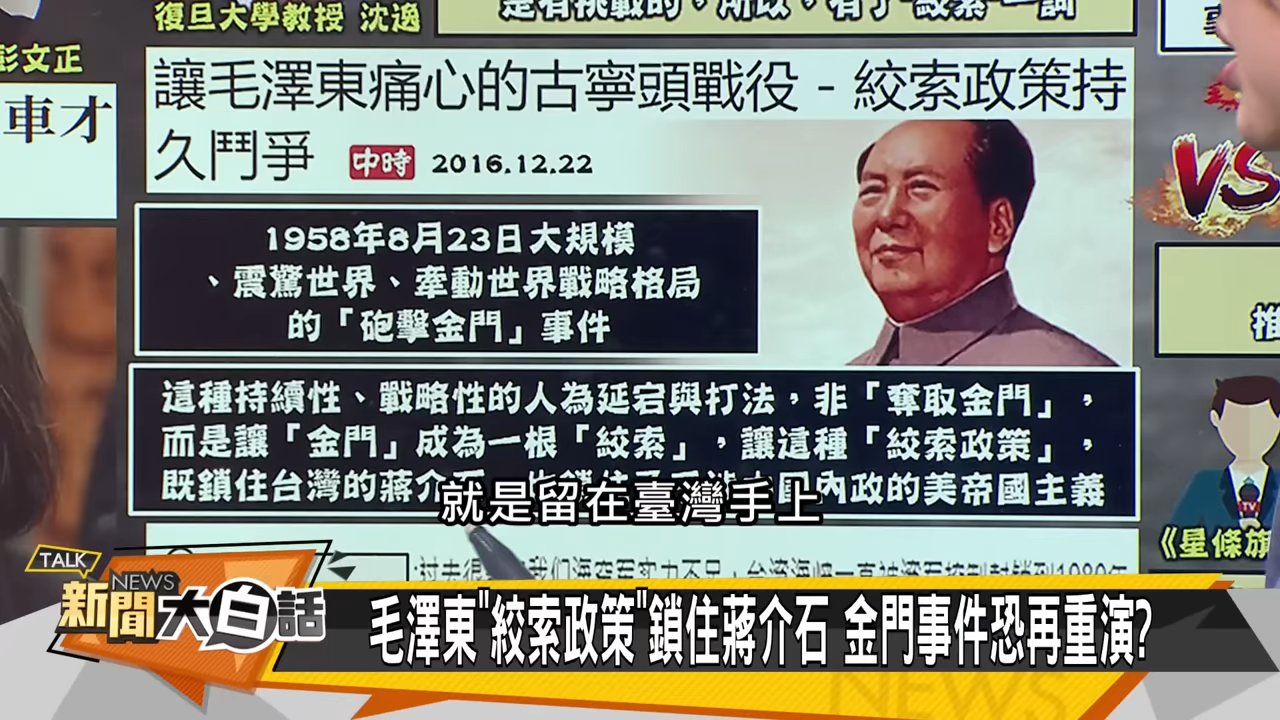 復旦大學教授 沈逸
彭文正
車才
讓毛澤東痛心的古寧頭戰役-絞索政策持
久鬥爭 中時 2016.12.22
VS
1958年8月23日大規模
、震驚世界、牽動世界戰略格局
的「砲擊金門」事件
這種持續性、戰略性的人為延宕與打法，非「奪取金門」，
而是讓「金門」成為一根「絞索」，讓這種「絞索政策」，
既鎖住台灣的蔣介 內政的美帝國主義
就是留在臺灣手上
推
TV
《星條旗
TALK
NEWS
新聞大白話
毛澤東"絞索政策"鎖住蔣介石 金門事件恐再重演?
NEWS